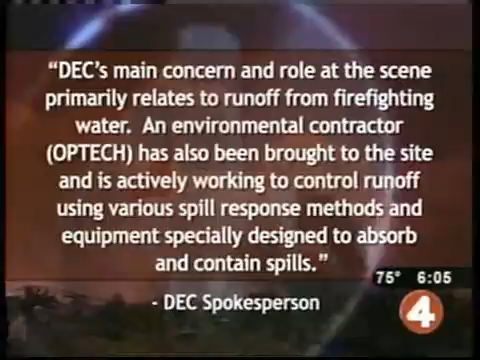 “DEC’s main concern and role at the scene
primarily relates to runoff from firefighting
water.  An environmental contractor
(OPTECH) has also been brought to the site
and is actively working to control runoff
using various spill response methods and
equipment specially designed to absorb
and contain spills.”
75° 6:05
- DEC Spokesperson
4